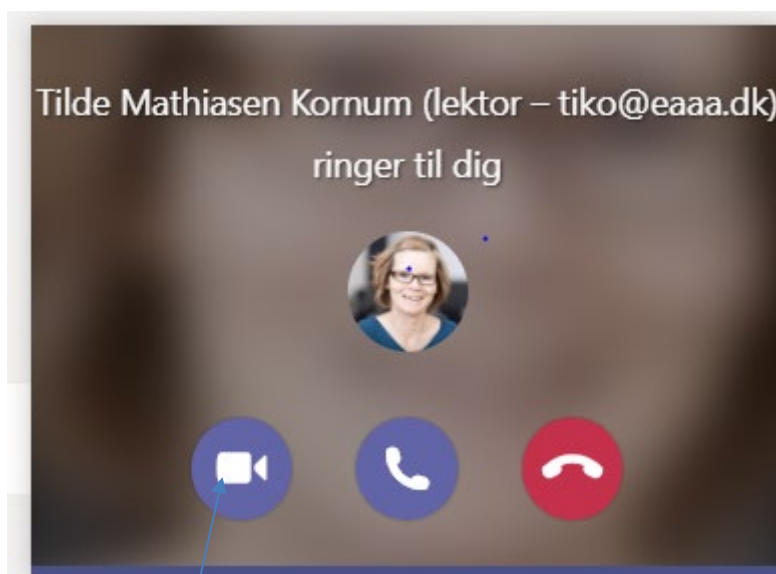 Tilde Mathiasen Kornum (lektor – tiko@eaaa.dk)
ringer til dig